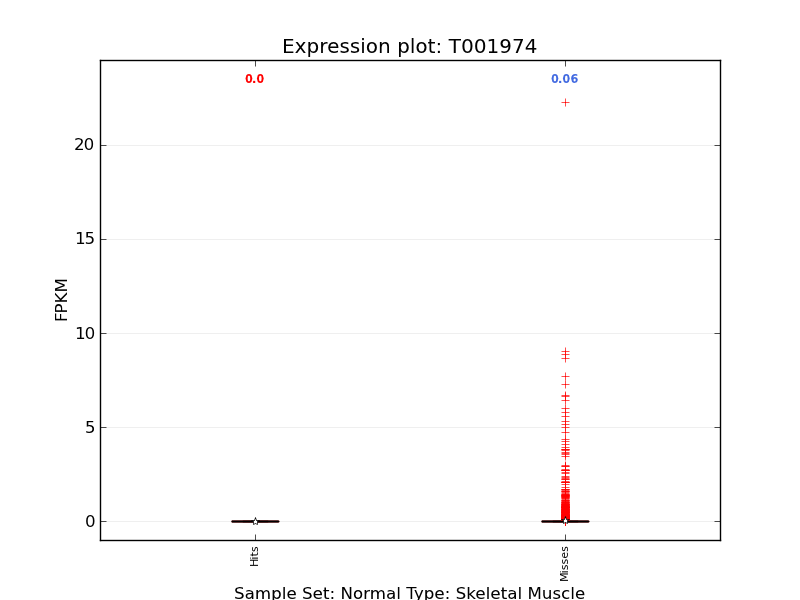 Expression plot: T001974
0.0
0.06
20
15
10
5
0
FPKM
Hits
Misses
Sample Set: Normal Type: Skeletal Muscle